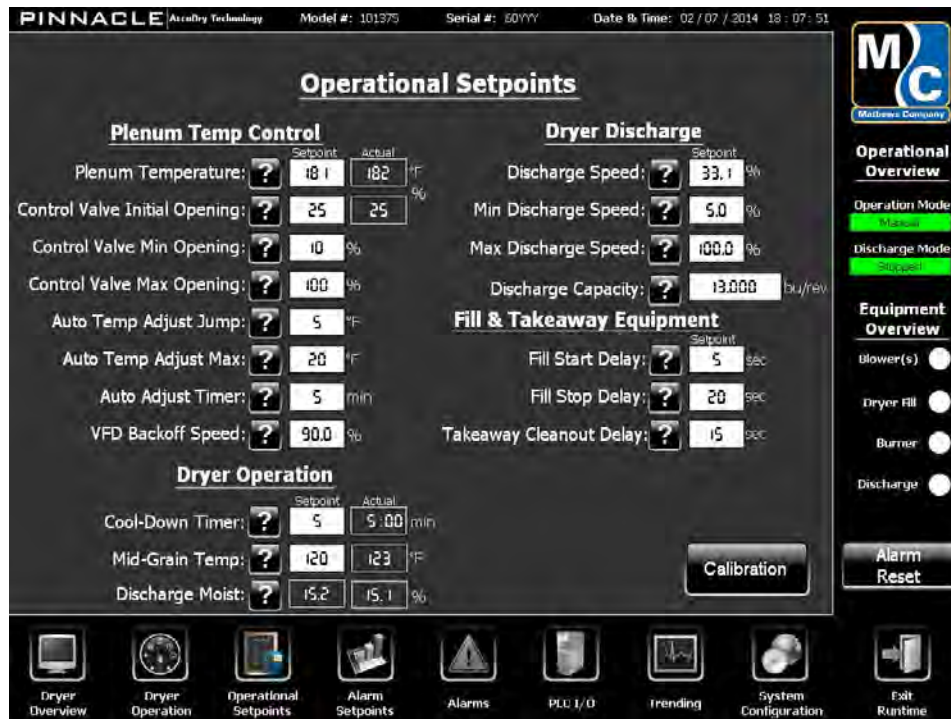 PINNACLE AccuDry Technology Model #: 101375 Serial #: 60YYY Date & Time: 02/07/2014 18:07:51
MC
Mathews Company
Operational Setpoints
Plenum Temp Control
Setpoint Actual
Plenum Temperature: ? 181 182 °F
Control Valve Initial Opening: ? 25 25 %
Control Valve Min Opening: ? 10 %
Control Valve Max Opening: ? 100 %
Auto Temp Adjust Jump: ? 5 °F
Auto Temp Adjust Max: ? 20 °F
Auto Adjust Timer: ? 5 min
VFD Backoff Speed: ? 90.0 %
Dryer Operation
Setpoint Actual
Cool-Down Timer: ? 5 5:00 min
Mid-Grain Temp: ? 120 123 °F
Discharge Moist: ? 15.2 15.1 %
Dryer Discharge
Setpoint
Discharge Speed: ? 33.1 %
Min Discharge Speed: ? 5.0 %
Max Discharge Speed: ? 100.0 %
Discharge Capacity: ? 13.000 bu/rev
Fill & Takeaway Equipment
Setpoint
Fill Start Delay: ? 5 sec
Fill Stop Delay: ? 20 sec
Takeaway Cleanout Delay: ? 15 sec
Calibration
Operational
Overview
Operation Mode
Manual
Discharge Mode
Stopped
Equipment
Overview
Blower(s)
Dryer Fill
Burner
Discharge
Alarm
Reset
Dryer
Overview
Dryer
Operation
Operational
Setpoints
Alarm
Setpoints
Alarms
PLC I/O
Trending
System
Configuration
Exit
Runtime